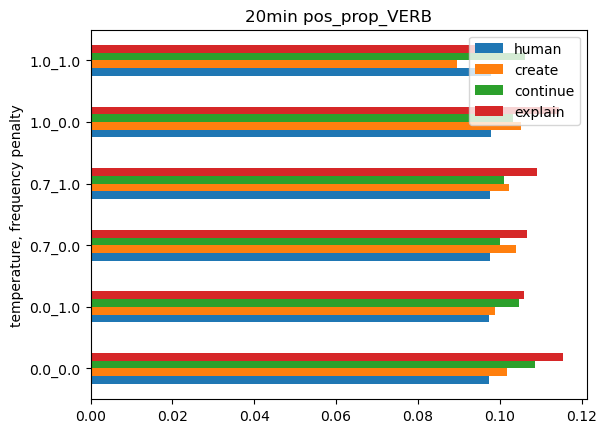 20min pos_prop_VERB
human
create
continue
explain
temperature, frequency penalty
1.0_1.0
1.0_0.0
0.7_1.0
0.7_0.0
0.0_1.0
0.0_0.0
0.00 0.02 0.04 0.06 0.08 0.10 0.12